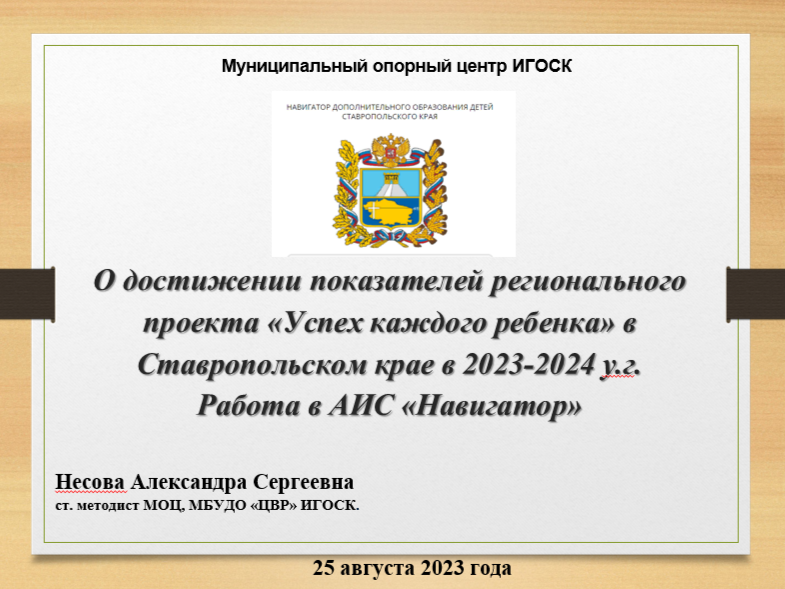 Муниципальный опорный центр ИГОСК
НАВИГАТОР ДОПОЛНИТЕЛЬНОГО ОБРАЗОВАНИЯ ДЕТЕЙ
СТАВРОПОЛЬСКОГО КРАЯ
О достижении показателей регионального
проекта «Успех каждого ребенка» в
Ставропольском крае в 2023-2024 у.г.
Работа в АИС «Навигатор»
Несова Александра Сергеевна
ст. методист МОЦ, МБУДО «ЦВР» ИГОСК.
25 августа 2023 года